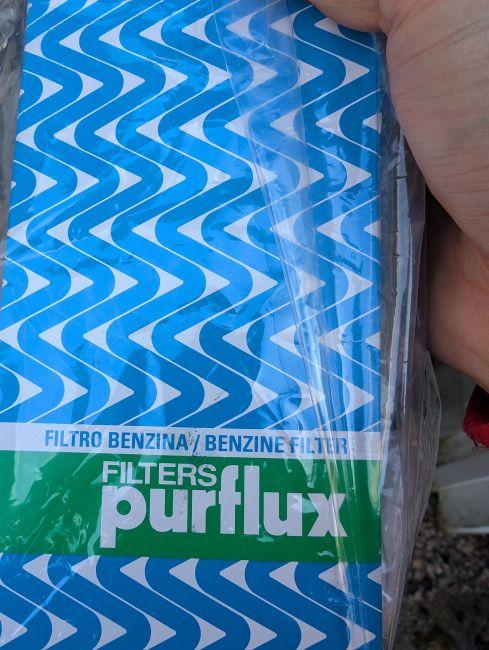 FILTRO BENZINA / BENZINE FILTER
FILTERS
purflux